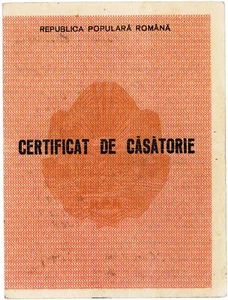 REPUBLICA POPULARĂ ROMÂNĂ
CERTIFICAT DE CĂSĂTORIE